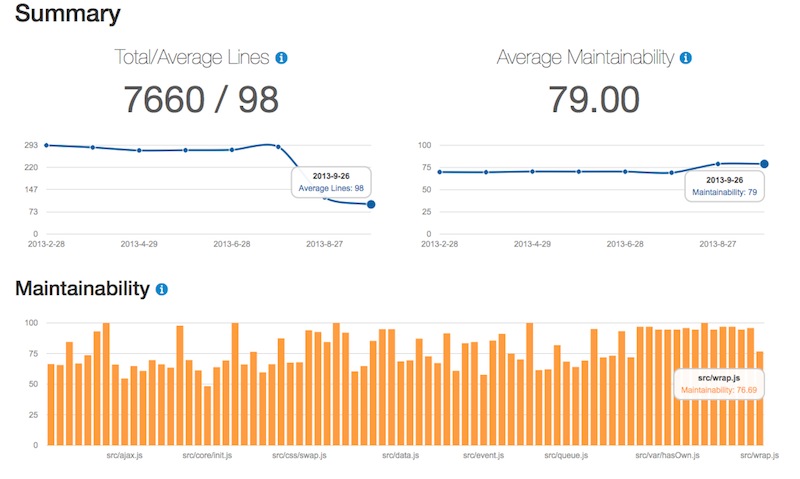 Summary
Total/Average Lines i
7660 / 98
293
220
147
73
0
2013-9-26
Average Lines: 98
2013-2-28
2013-4-29
2013-6-28
2013-8-27
Average Maintainability i
79.00
100
75
50
25
0
2013-9-26
Maintainability: 79
2013-2-28
2013-4-29
2013-6-28
2013-8-27
Maintainability i
100
75
50
25
0
src/wrap.js
Maintainability: 76.69
src/ajax.js
src/core/init.js
src/css/swap.js
src/data.js
src/event.js
src/queue.js
src/var/hasOwn.js
src/wrap.js